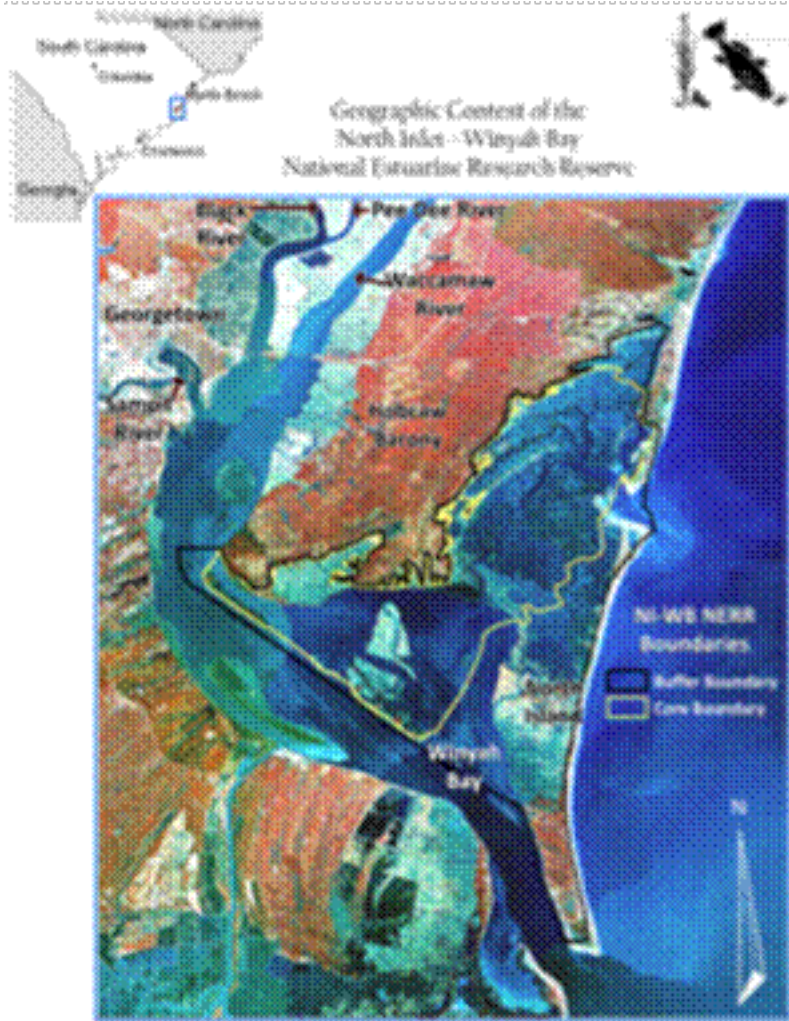 North Carolina
South Carolina
Columbia
Myrtle Beach
Charleston
Georgia
Geographic Context of the
North Inlet - Winyah Bay
National Estuarine Research Reserve
Black
River
Pee Dee River
Waccamaw
River
Georgetown
Sampit
River
Hobcaw
Barony
NI-WB NERR
Boundaries
Buffer Boundary
Core Boundary
North
Island
Winyah
Bay
N